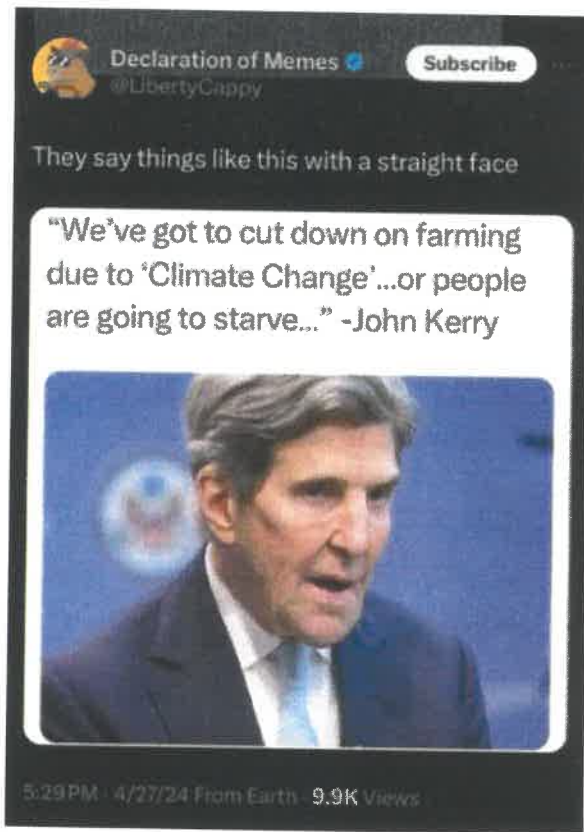 Declaration of Memes
Subscribe
@LibertyCappy
They say things like this with a straight face
“We’ve got to cut down on farming
due to ‘Climate Change’...or people
are going to starve...” -John Kerry
5:29 PM · 4/27/24 From Earth · 9.9K Views